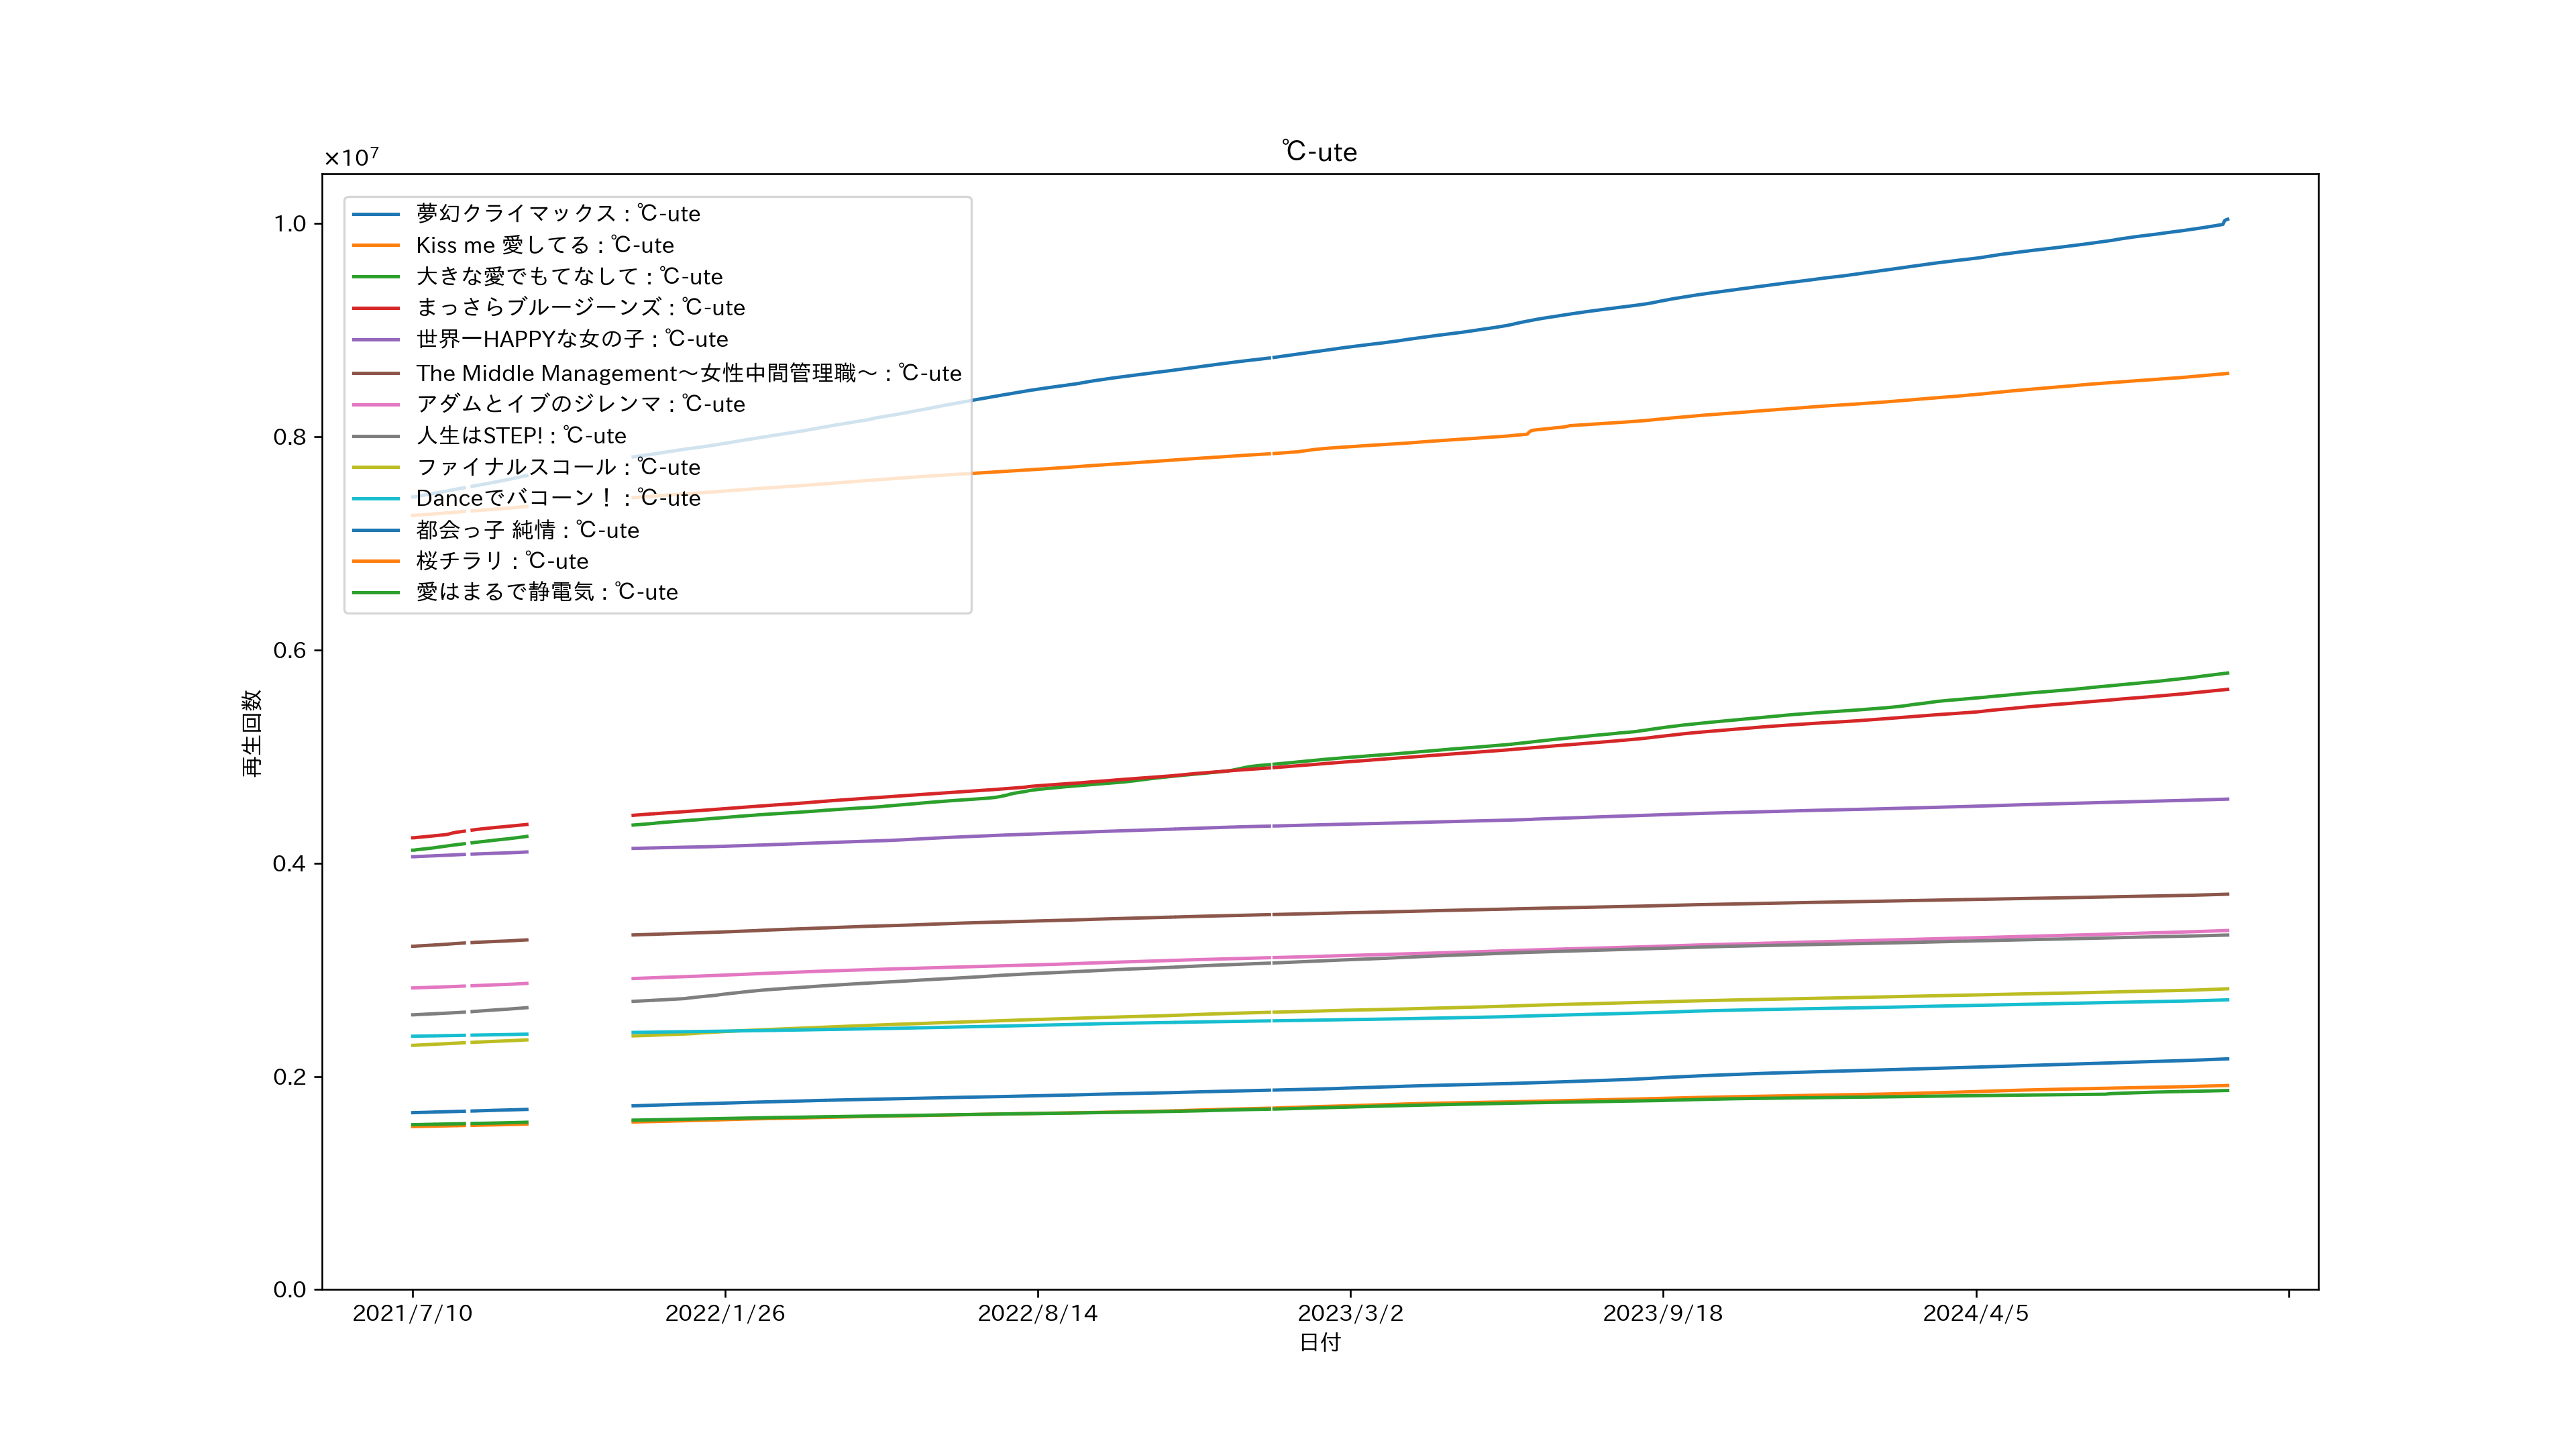 ℃-ute
×10⁷
1.0
0.8
0.6
0.4
0.2
0.0
再生回数
夢幻クライマックス : ℃-ute
Kiss me 愛してる : ℃-ute
大きな愛でもてなして : ℃-ute
まっさらブルージーンズ : ℃-ute
世界一HAPPYな女の子 : ℃-ute
The Middle Management～女性中間管理職～ : ℃-ute
アダムとイブのジレンマ : ℃-ute
人生はSTEP! : ℃-ute
ファイナルスコール : ℃-ute
Danceでバコーン！ : ℃-ute
都会っ子 純情 : ℃-ute
桜チラリ : ℃-ute
愛はまるで静電気 : ℃-ute
2021/7/10
2022/1/26
2022/8/14
2023/3/2
2023/9/18
2024/4/5
日付